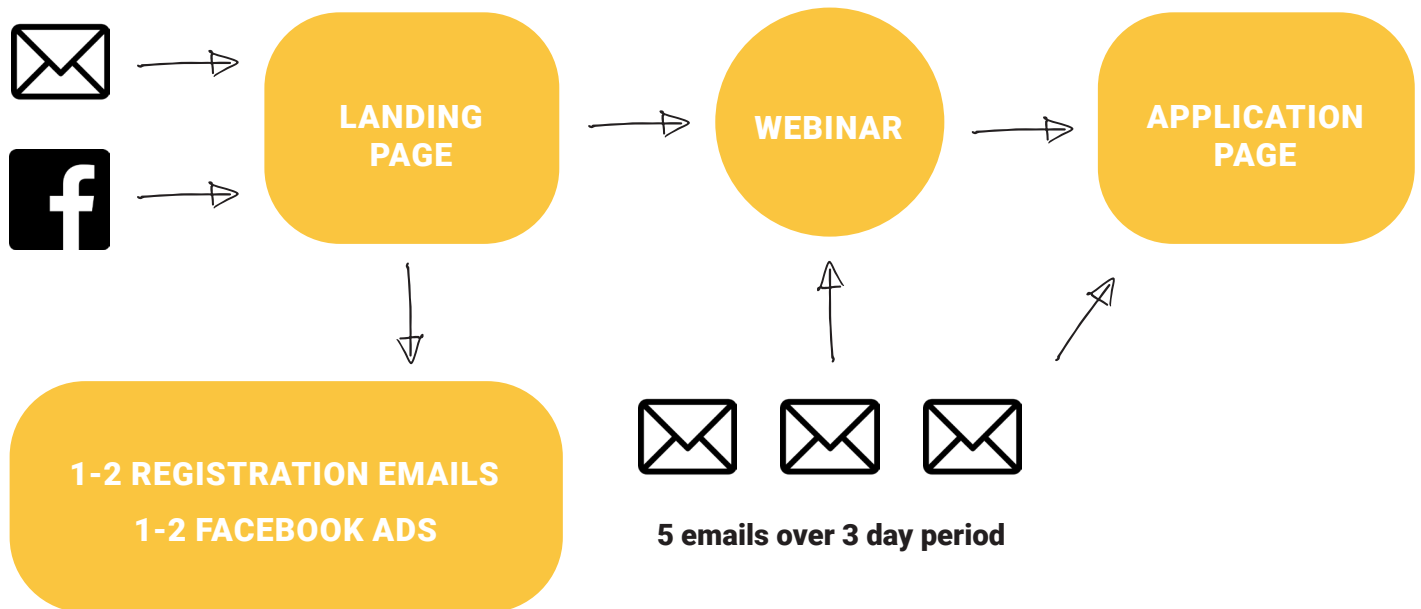 LANDING
PAGE
WEBINAR
APPLICATION
PAGE
1-2 REGISTRATION EMAILS
1-2 FACEBOOK ADS
5 emails over 3 day period